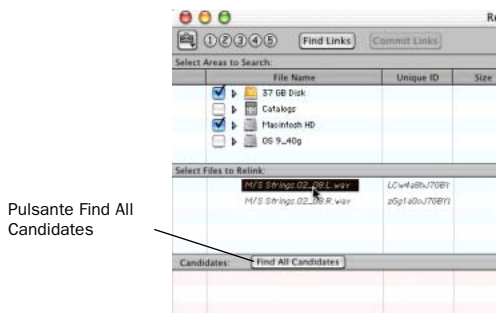 Re
①②③④⑤ Find Links Commit Links
Select Areas to Search:
File Name Unique ID Size
37 GB Disk
Catalogs
Macintosh HD
OS 9_40g
Select Files to Relink:
M/S Strings.02_08.L.wav
M/S Strings.02_08.R.wav
Pulsante Find All
Candidates
Candidates: Find All Candidates